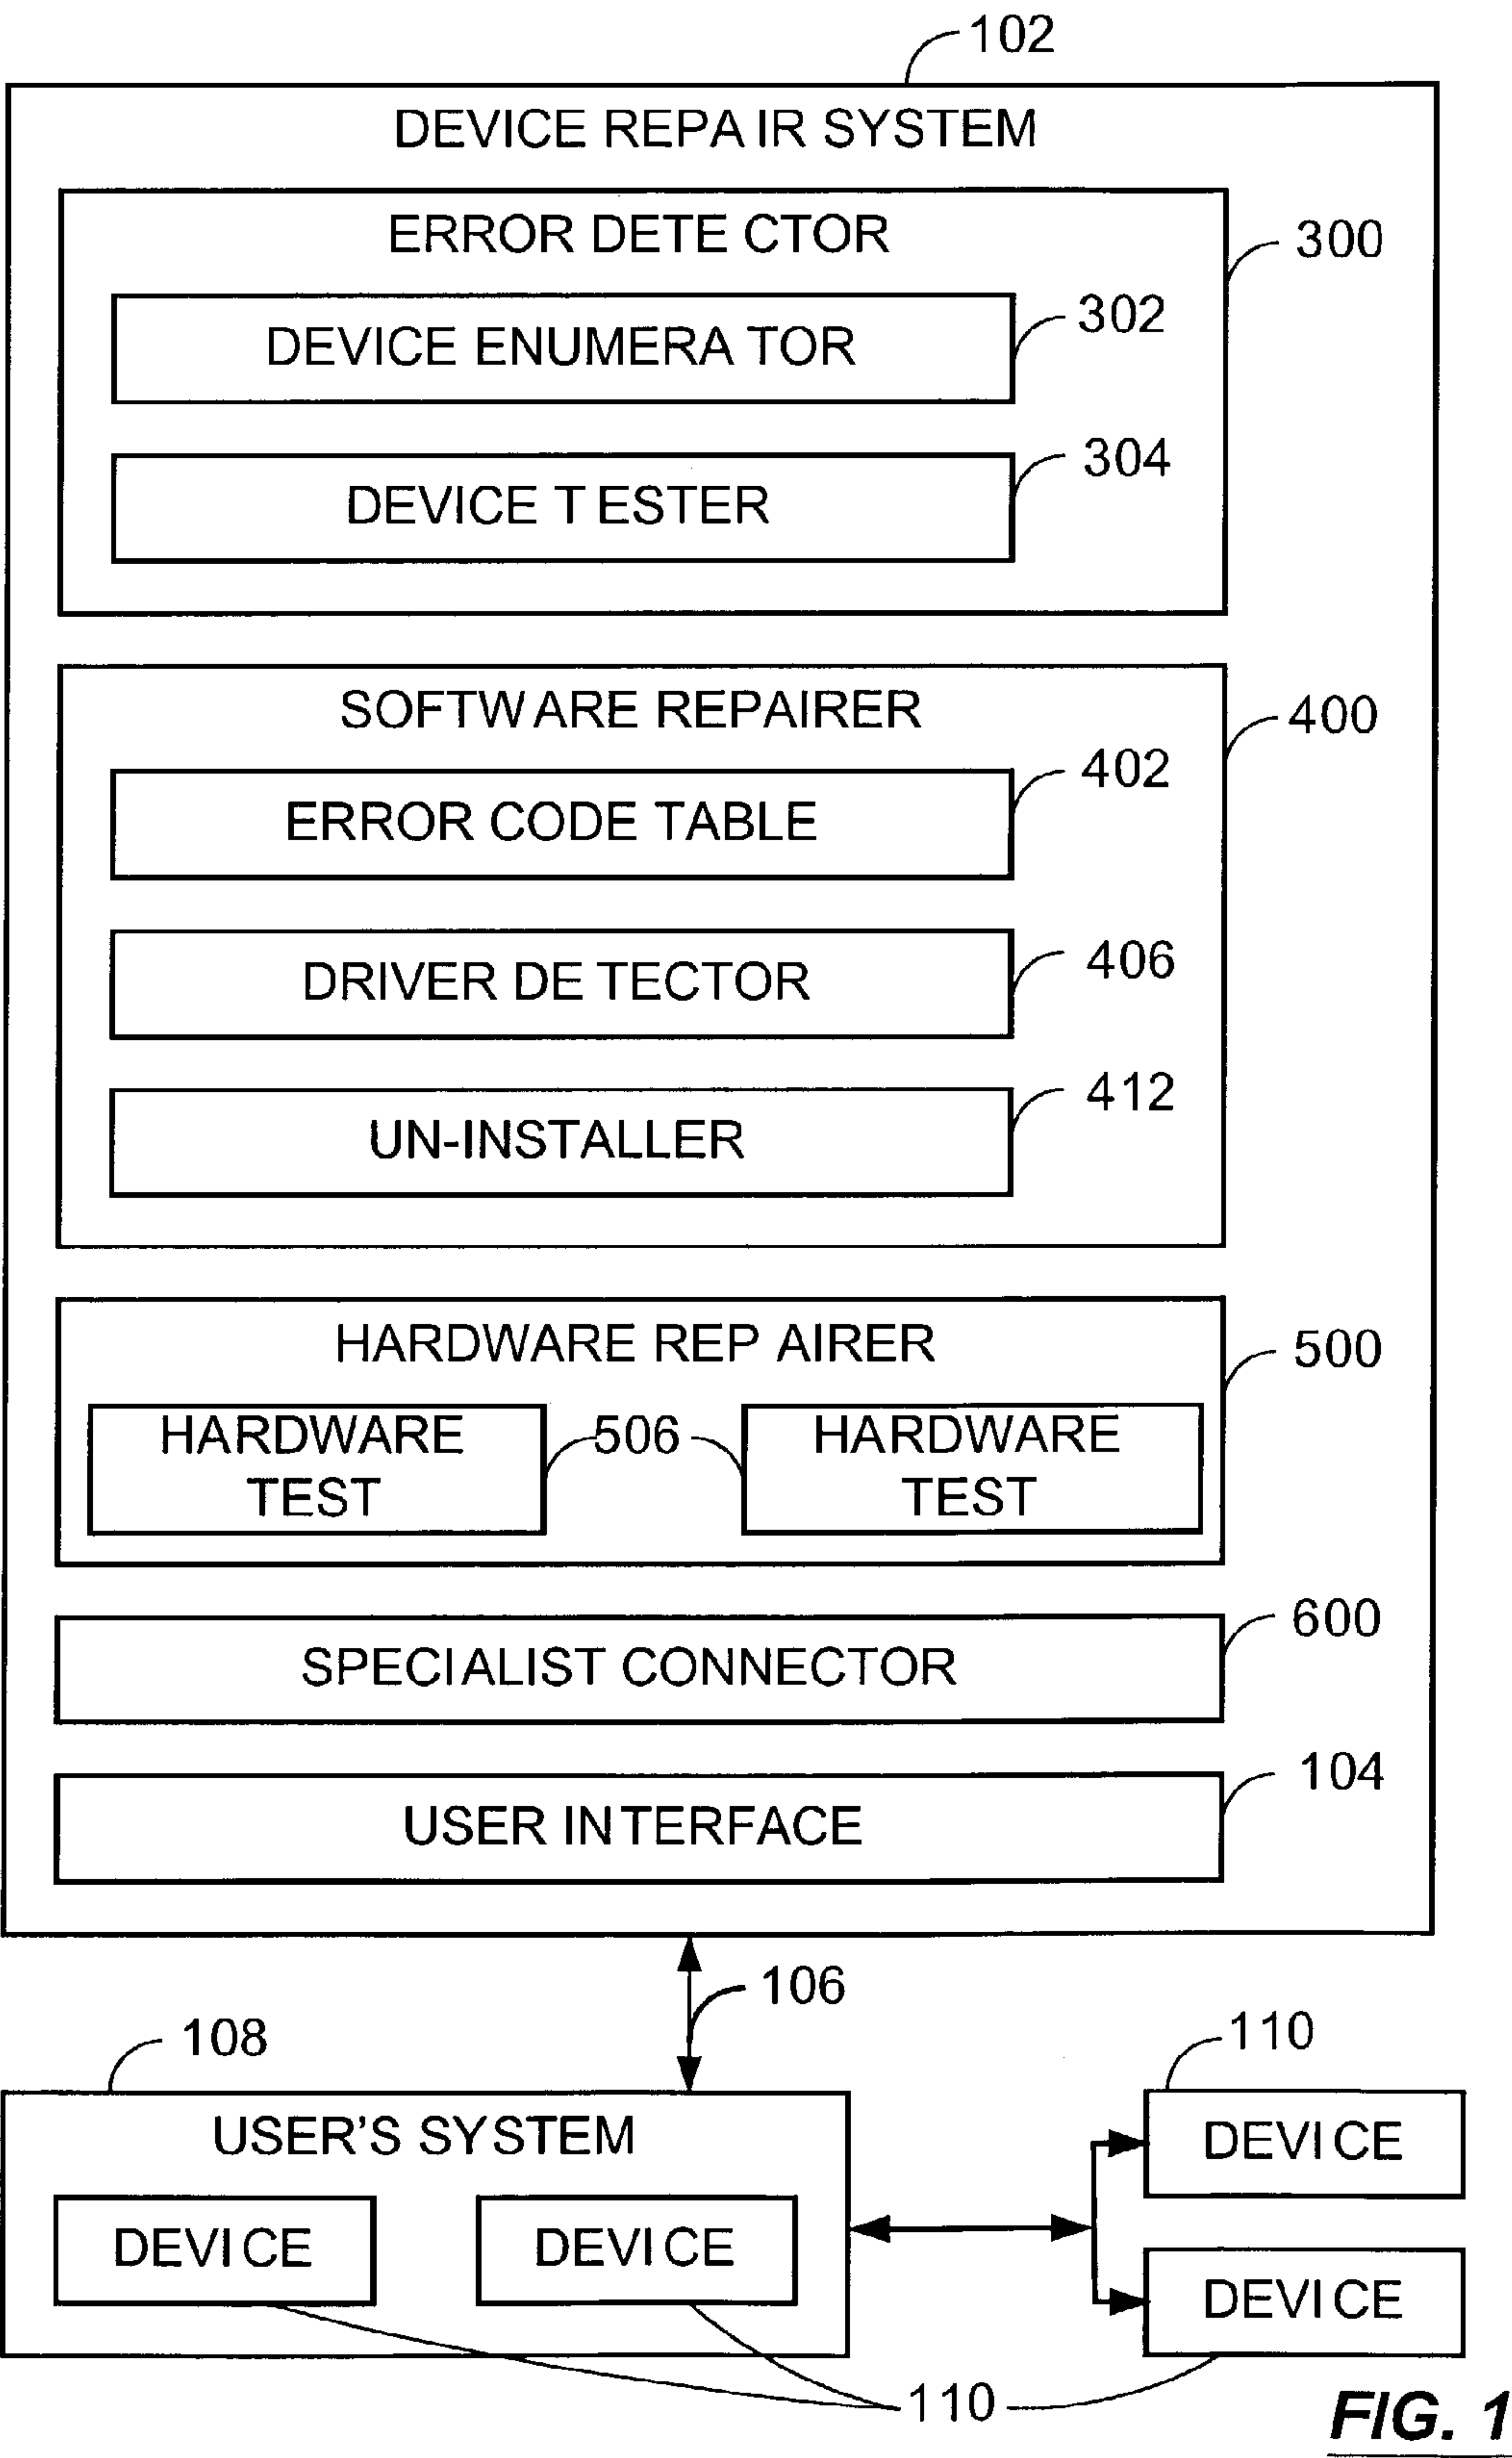 102
DEVICE REPAIR SYSTEM
ERROR DETECTOR
300
DEVICE ENUMERATOR
302
DEVICE TESTER
304
SOFTWARE REPAIRER
400
ERROR CODE TABLE
402
DRIVER DETECTOR
406
UN-INSTALLER
412
HARDWARE REPAIRER
500
HARDWARE
TEST
506
HARDWARE
TEST
SPECIALIST CONNECTOR
600
USER INTERFACE
104
106
108
USER'S SYSTEM
DEVICE
DEVICE
110
DEVICE
DEVICE
110
FIG. 1